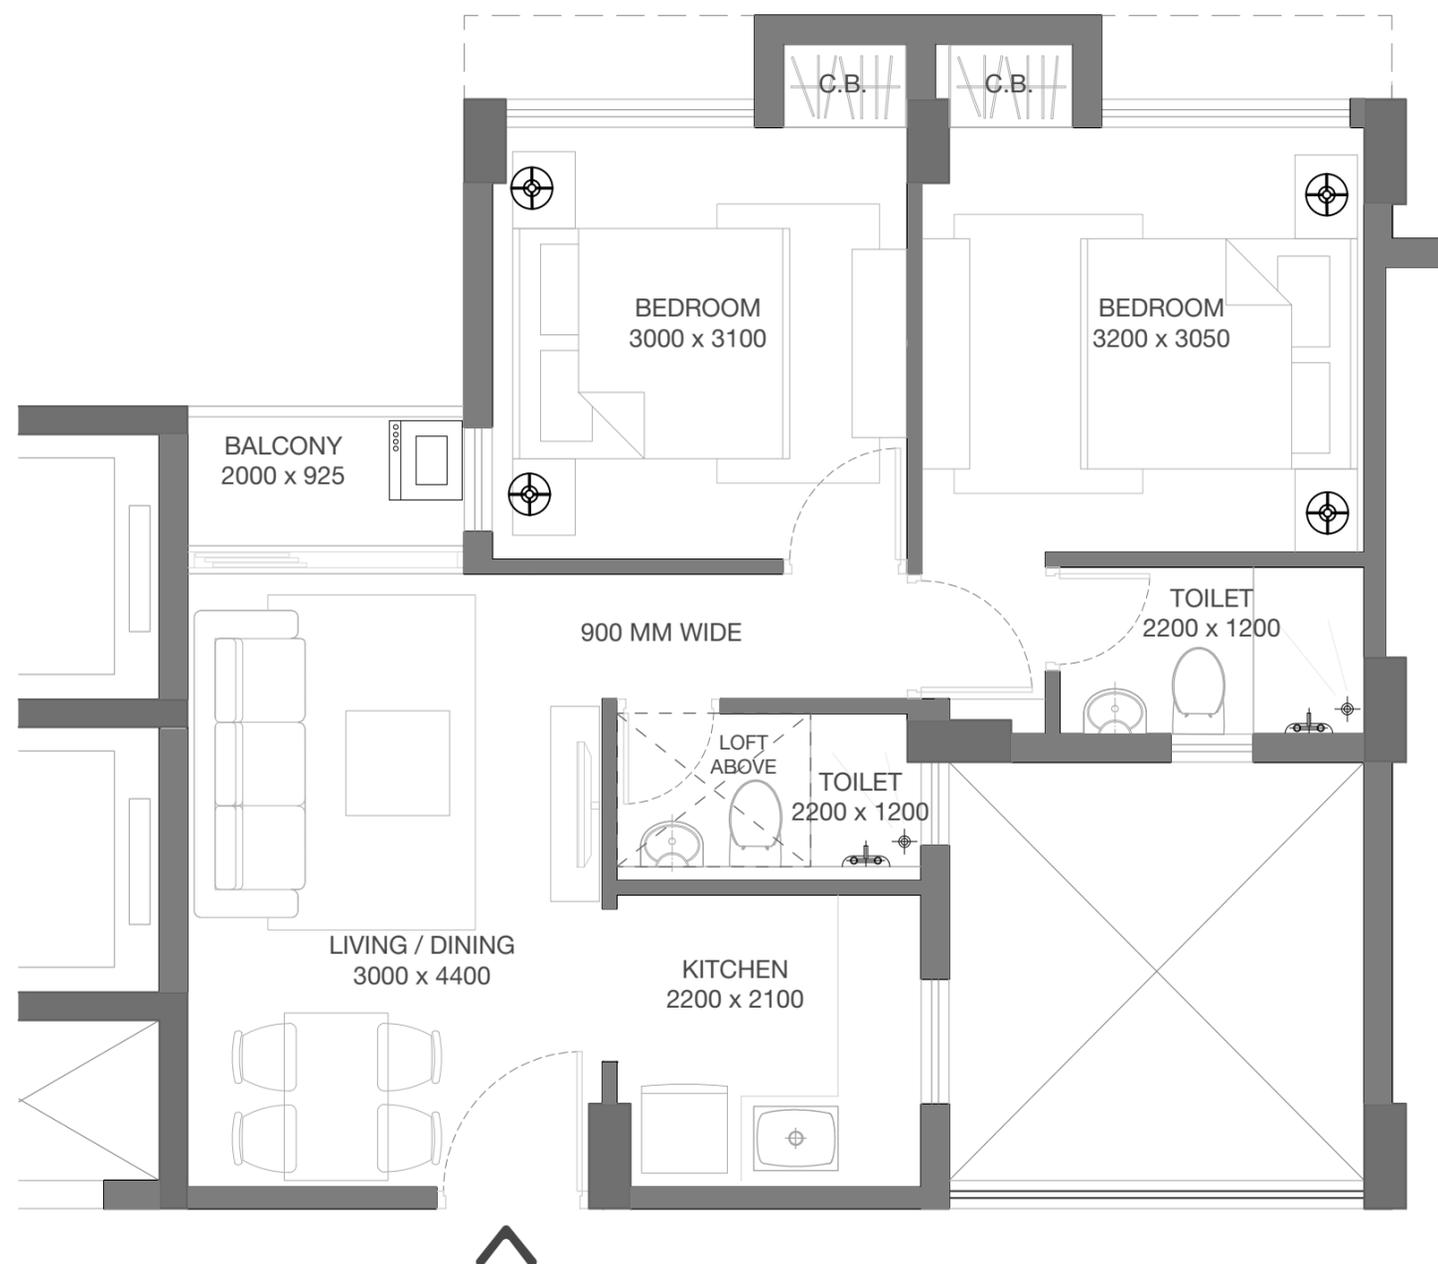 C.B.
C.B.
BEDROOM
3000 x 3100
BEDROOM
3200 x 3050
BALCONY
2000 x 925
TOILET
2200 x 1200
900 MM WIDE
LOFT
ABOVE
TOILET
2200 x 1200
LIVING / DINING
3000 x 4400
KITCHEN
2200 x 2100